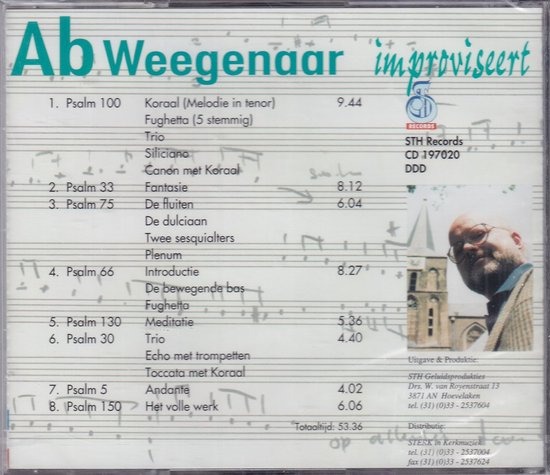 Ab Weegenaar improviseert
1. Psalm 100 Koraal (Melodie in tenor) 9.44
Fughetta (5 stemmig)
Trio
Siliciano
Canon met Koraal
2. Psalm 33 Fantasie 8.12
3. Psalm 75 De fluiten 6.04
De dulciaan
Twee sesquialters
Plenum
4. Psalm 66 Introductie 8.27
De bewegende bas
Fughetta
5. Psalm 130 Meditatie 5.36
6. Psalm 30 Trio 4.40
Echo met trompetten
Toccata met Koraal
7. Psalm 5 Andante 4.02
8. Psalm 150 Het volle werk 6.06
Totaaltijd: 53.36
RECORDS
STH Records
CD 197020
DDD
Uitgave & Produktie:
STH Geluidsprodukties
Drs. W. van Royenstraat 13
3871 AN Hoevelaken
tel. (31) (0)33 - 2537604
Distributie:
STERK in Kerkmuziek
tel. (31) (0)33 - 2537004
fax (31) (0)33 - 2537624
op